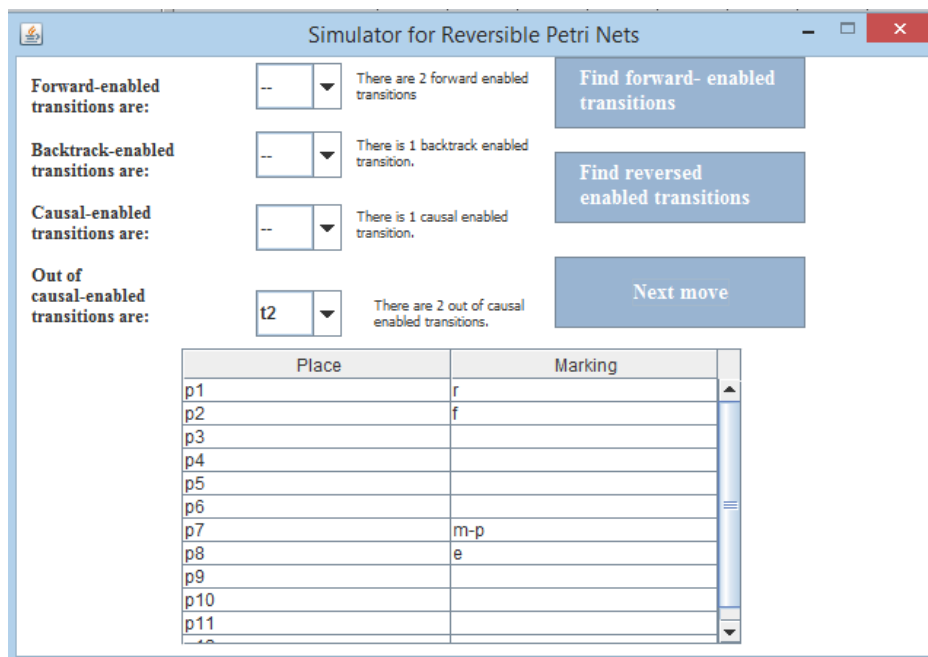 Simulator for Reversible Petri Nets
Forward-enabled
transitions are:
--
There are 2 forward enabled
transitions
Find forward- enabled
transitions
Backtrack-enabled
transitions are:
--
There is 1 backtrack enabled
transition.
Find reversed
enabled transitions
Causal-enabled
transitions are:
--
There is 1 causal enabled
transition.
Out of
causal-enabled
transitions are:
t2
There are 2 out of causal
enabled transitions.
Next move
Place Marking
p1 r
p2 f
p3
p4
p5
p6
p7 m-p
p8 e
p9
p10
p11